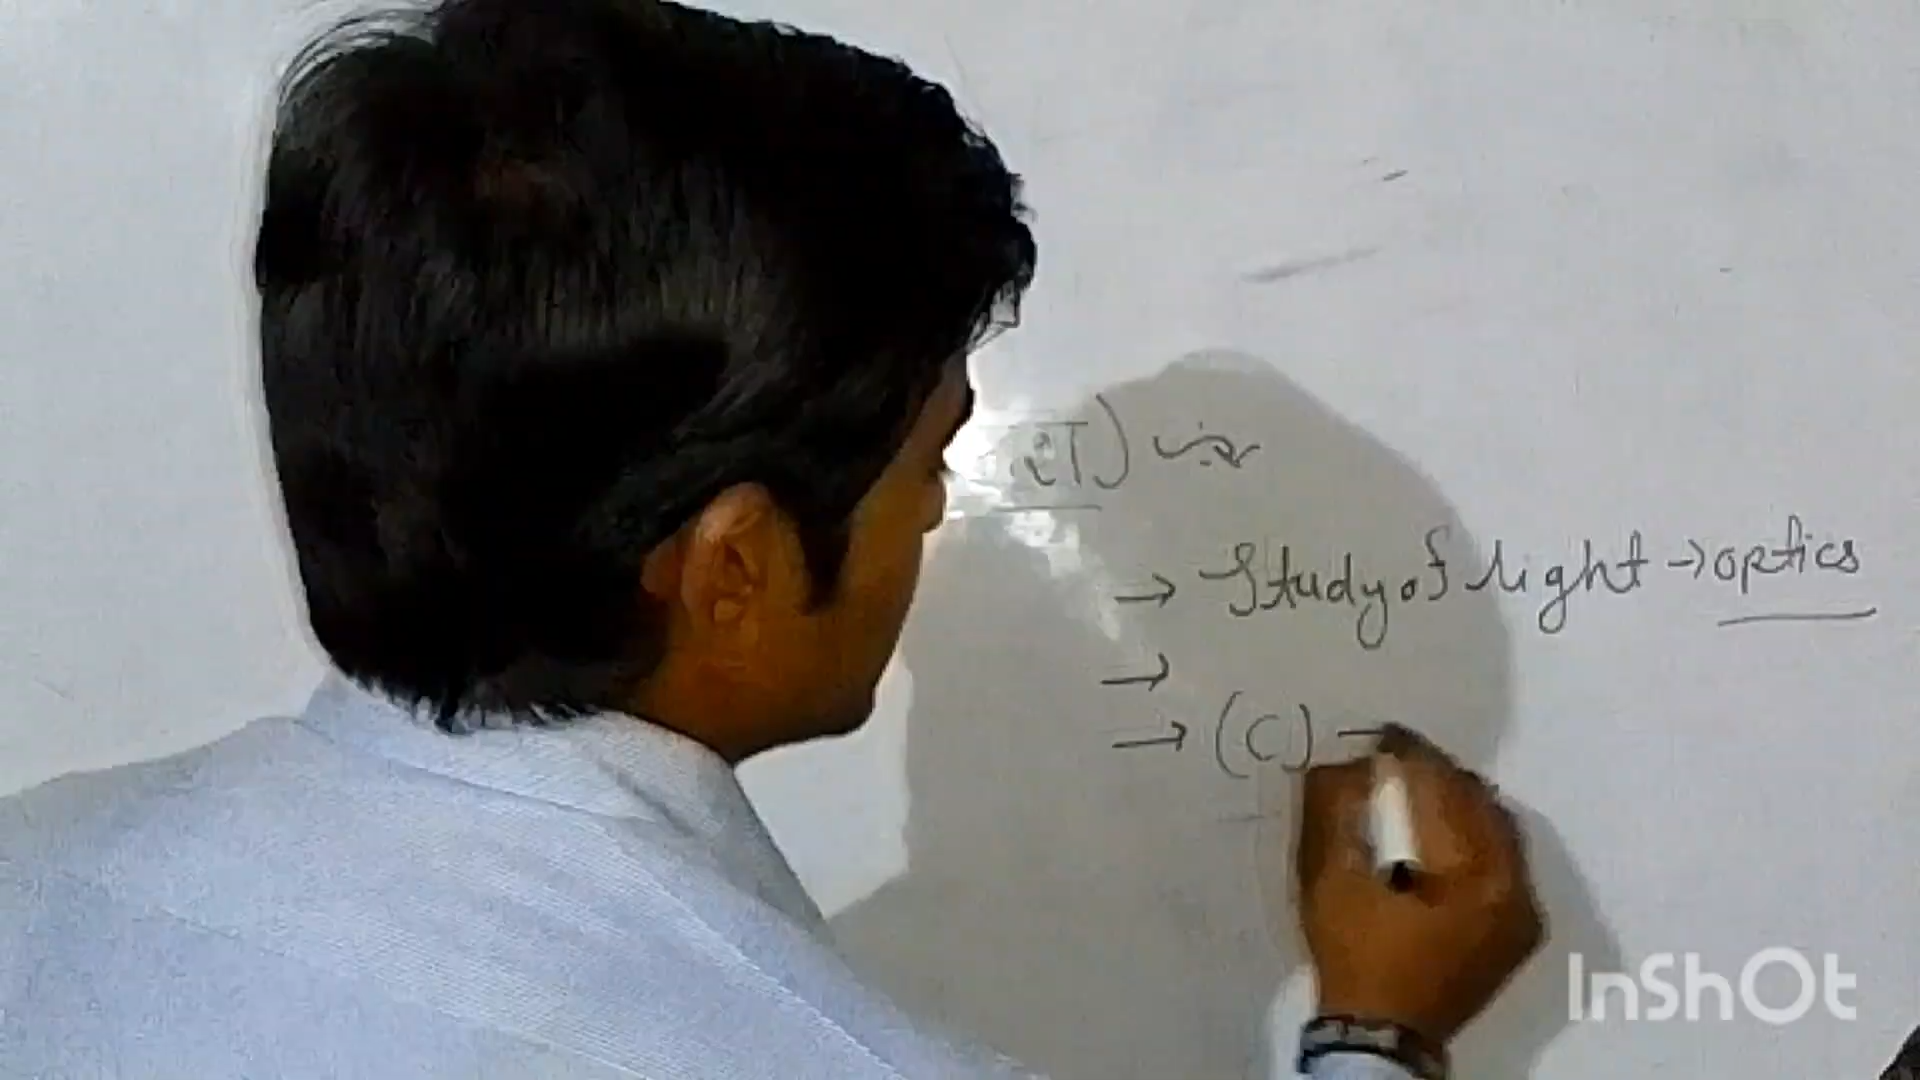 → Study of light → optics
→
→ (C) →
InShOt